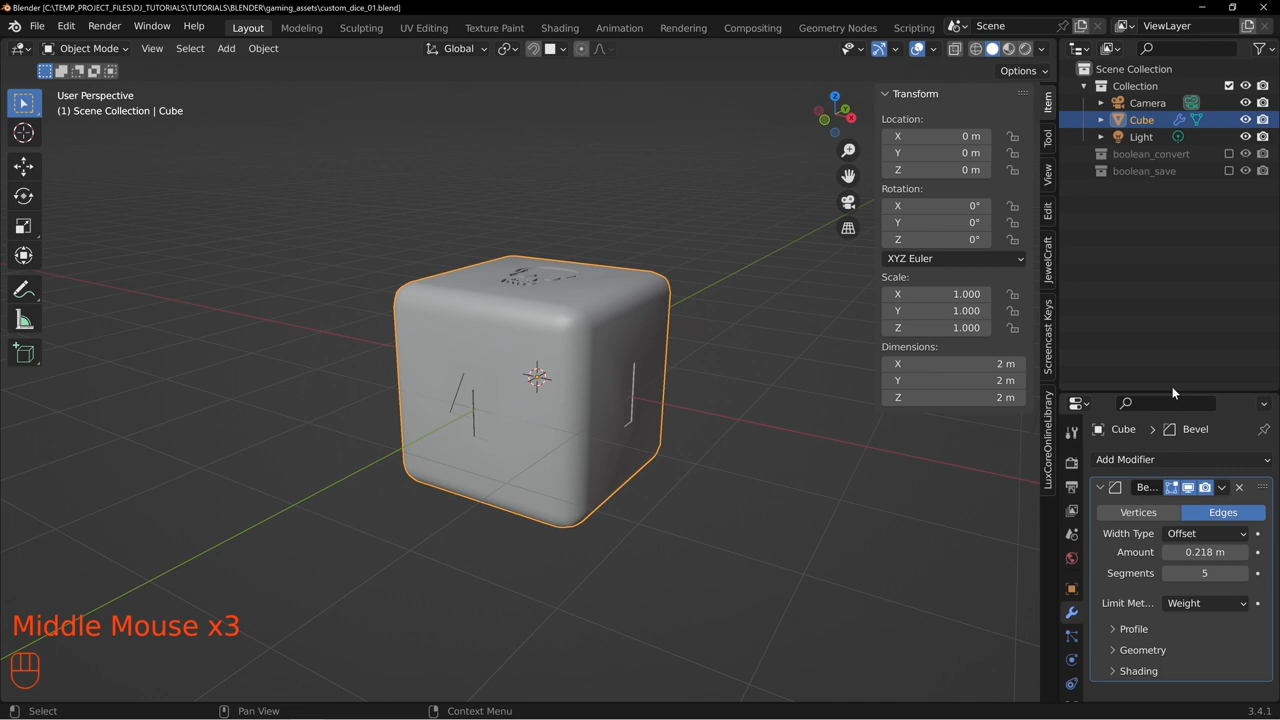 Blender [C:\TEMP_PROJECT_FILES\DJ_TUTORIALS\TUTORIALS\BLENDER\gaming_assets\custom_dice_01.blend]
File Edit Render Window Help Layout Modeling Sculpting UV Editing Texture Paint Shading Animation Rendering Compositing Geometry Nodes Scripting Scene ViewLayer
Object Mode View Select Add Object Global
Options
User Perspective
(1) Scene Collection | Cube
Transform
Location:
X 0 m
Y 0 m
Z 0 m
Rotation:
X 0°
Y 0°
Z 0°
XYZ Euler
Scale:
X 1.000
Y 1.000
Z 1.000
Dimensions:
X 2 m
Y 2 m
Z 2 m
Item
Tool
View
Edit
JewelCraft
Screencast Keys
LuxCoreOnlineLibrary
Scene Collection
Collection
Camera
Cube
Light
boolean_convert
boolean_save
Cube > Bevel
Add Modifier
Be...
Vertices Edges
Width Type Offset
Amount 0.218 m
Segments 5
Limit Met... Weight
Profile
Geometry
Shading
Z
Y
X
Middle Mouse x3
Select Pan View Context Menu 3.4.1